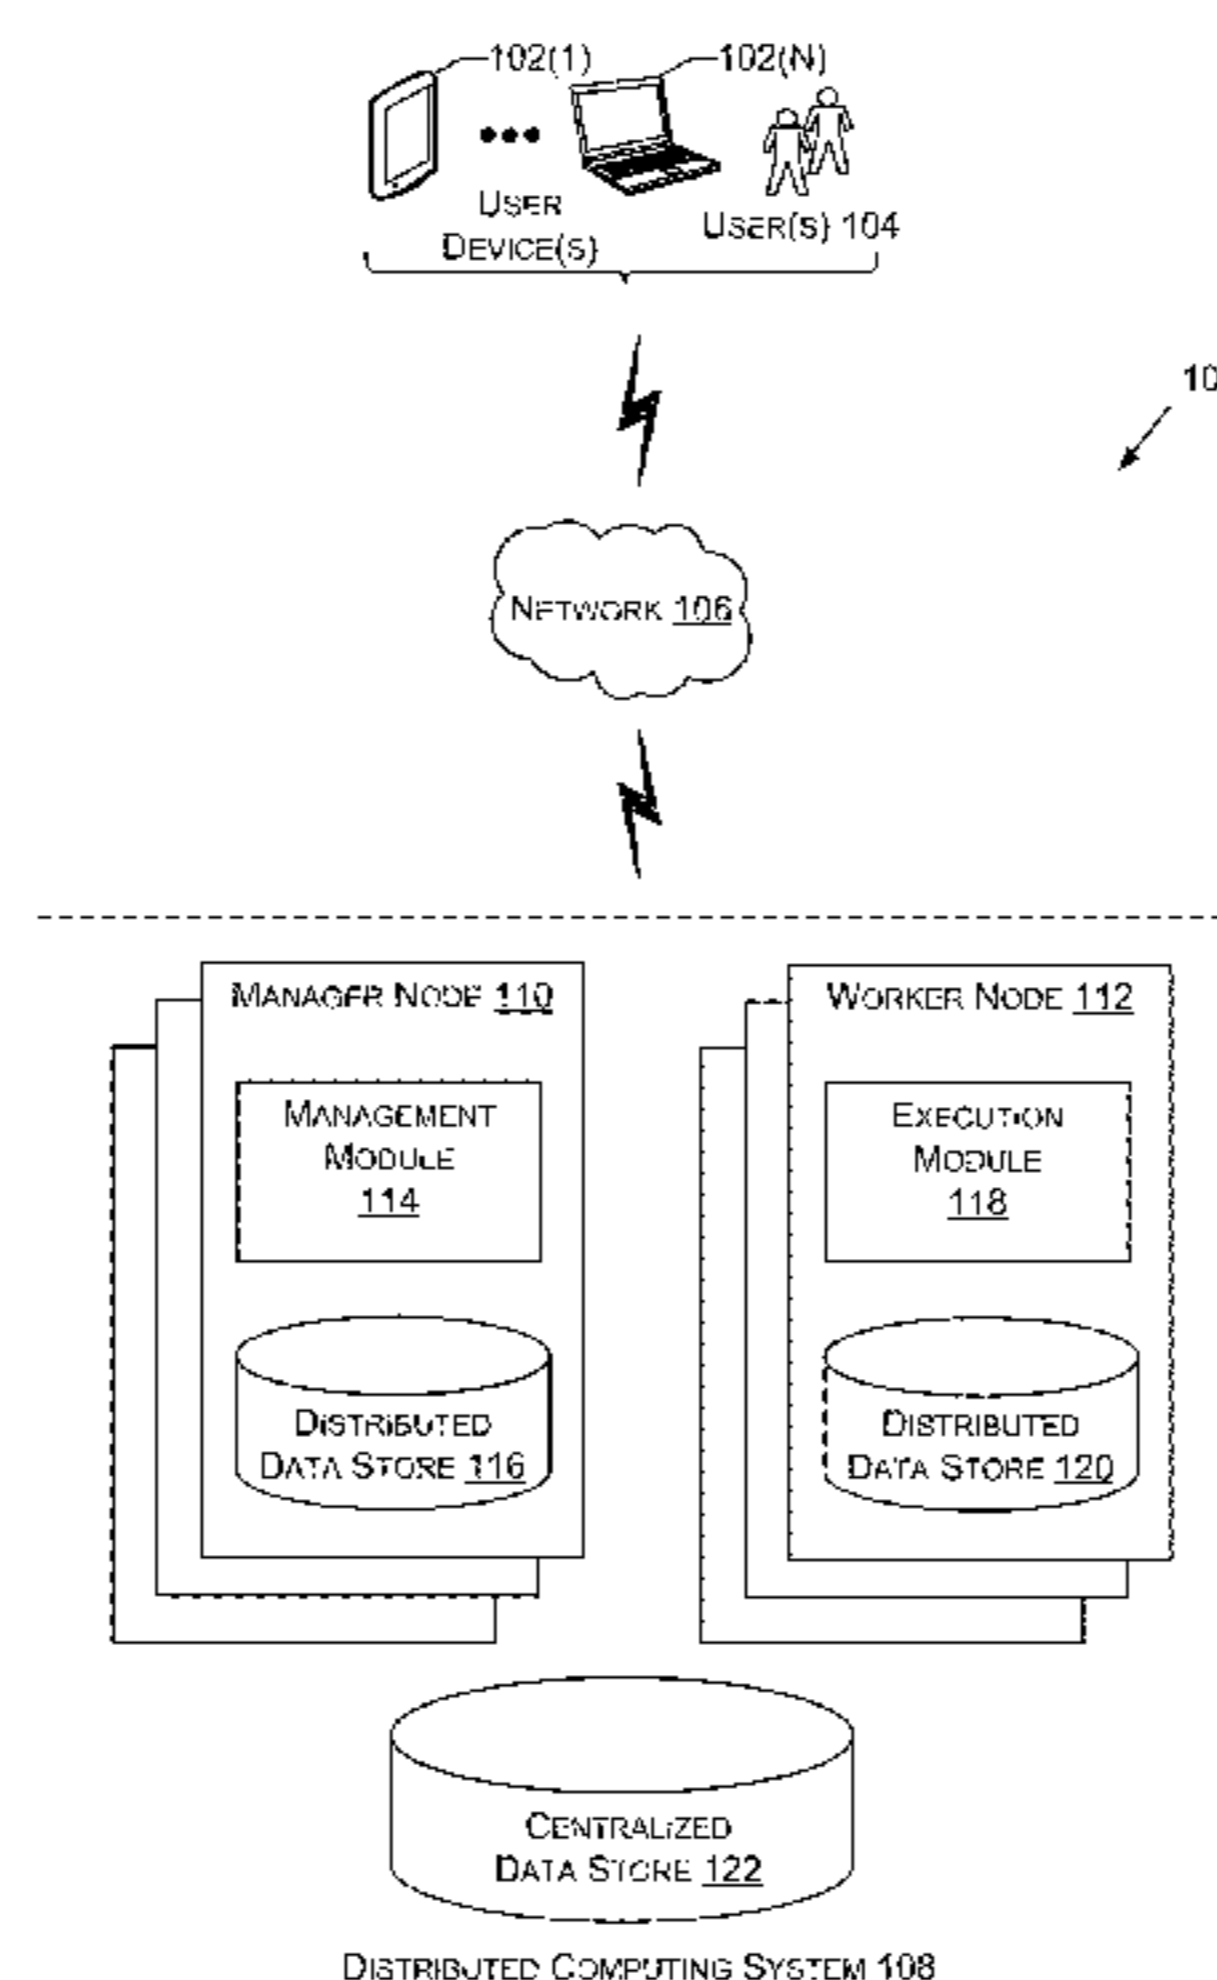 102(1)
102(N)
USER
DEVICE(S)
USER(S) 104
10
NETWORK 106
MANAGER NODE 110
MANAGEMENT
MODULE
114
DISTRIBUTED
DATA STORE 116
WORKER NODE 112
EXECUTION
MODULE
118
DISTRIBUTED
DATA STORE 120
CENTRALIZED
DATA STORE 122
DISTRIBUTED COMPUTING SYSTEM 108